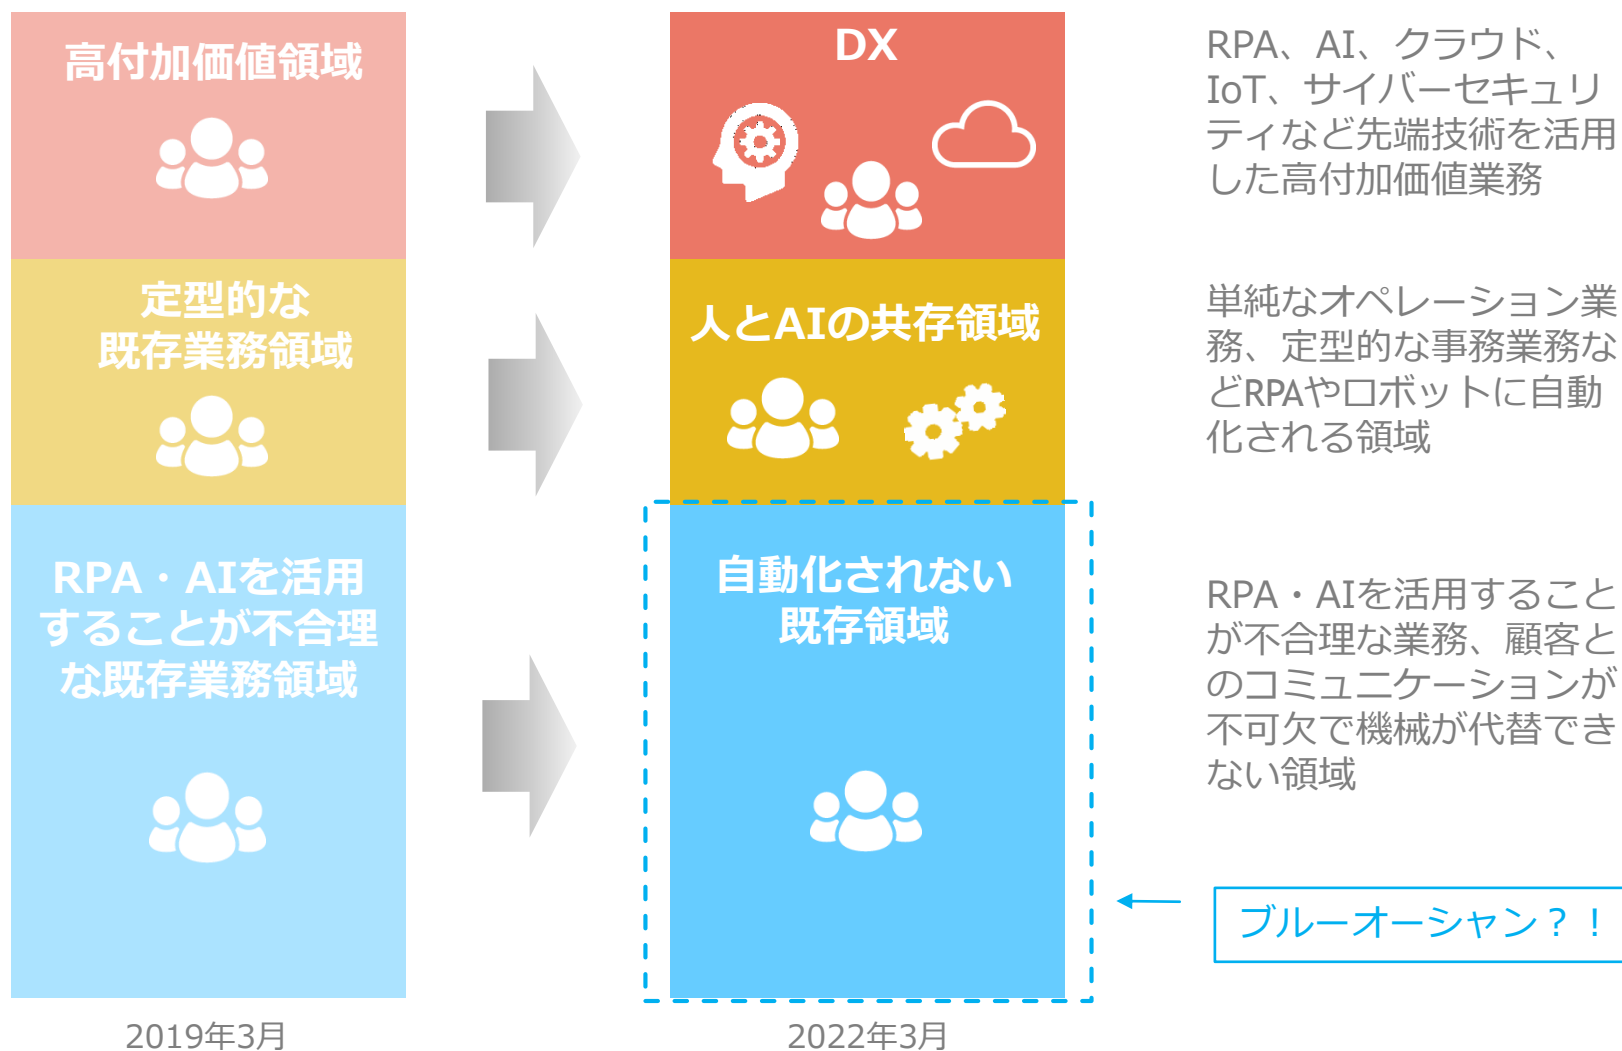 高付加価値領域
定型的な
既存業務領域
RPA・AIを活用
することが不合理
な既存業務領域
2019年3月
DX
人とAIの共存領域
自動化されない
既存領域
2022年3月
RPA、AI、クラウド、
IoT、サイバーセキュリ
ティなど先端技術を活用
した高付加価値業務
単純なオペレーション業
務、定型的な事務業務な
どRPAやロボットに自動
化される領域
RPA・AIを活用すること
が不合理な業務、顧客と
のコミュニケーションが
不可欠で機械が代替でき
ない領域
ブルーオーシャン？！